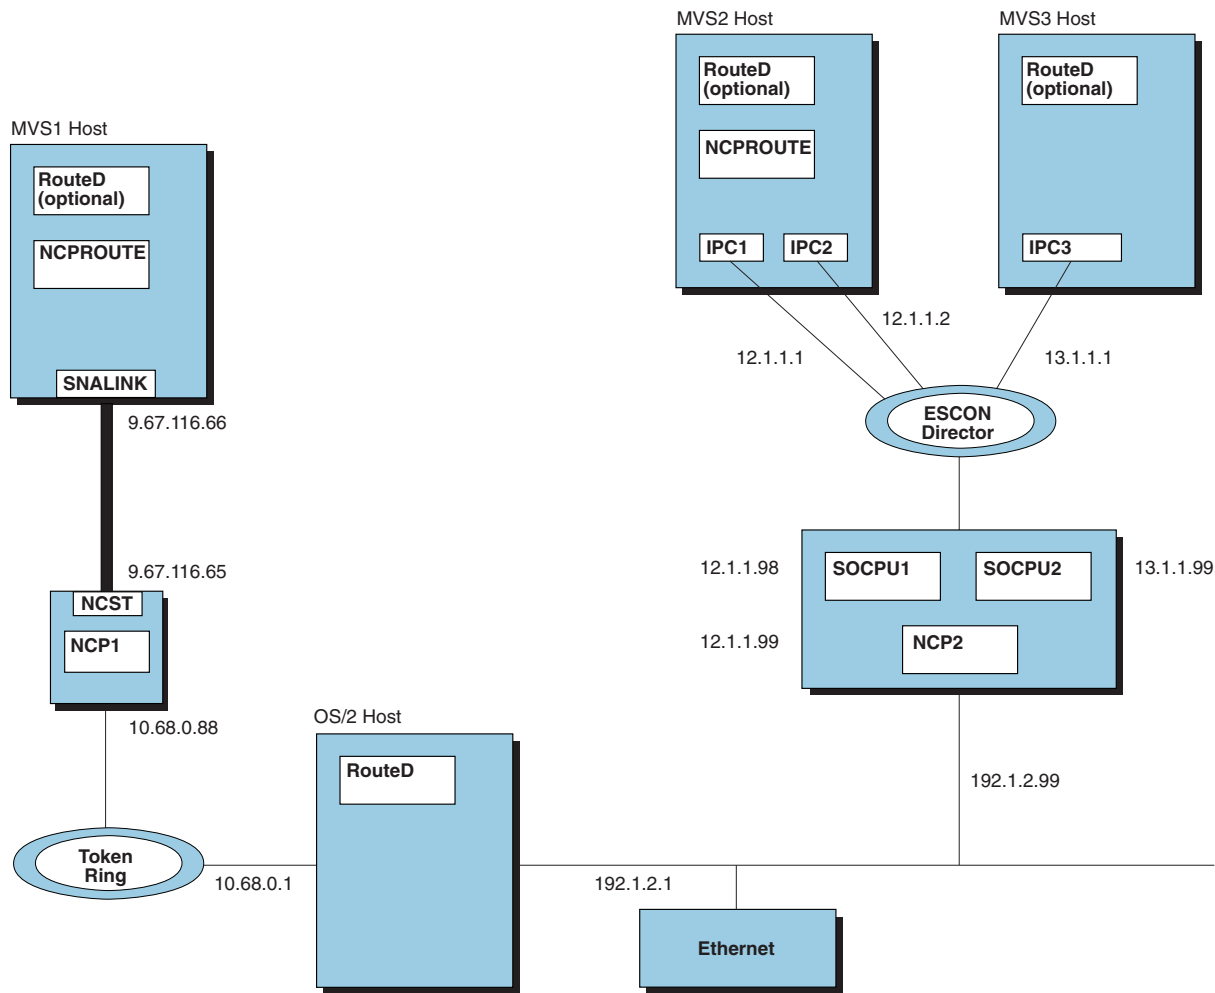 MVS2 Host
MVS3 Host
RouteD
(optional)
RouteD
(optional)
MVS1 Host
NCPROUTE
RouteD
(optional)
NCPROUTE
IPC1
IPC2
IPC3
12.1.1.2
12.1.1.1
13.1.1.1
SNALINK
9.67.116.66
ESCON
Director
9.67.116.65
12.1.1.98
SOCPU1
SOCPU2
13.1.1.99
NCST
NCP1
12.1.1.99
NCP2
10.68.0.88
OS/2 Host
RouteD
192.1.2.99
Token
Ring
10.68.0.1
192.1.2.1
Ethernet